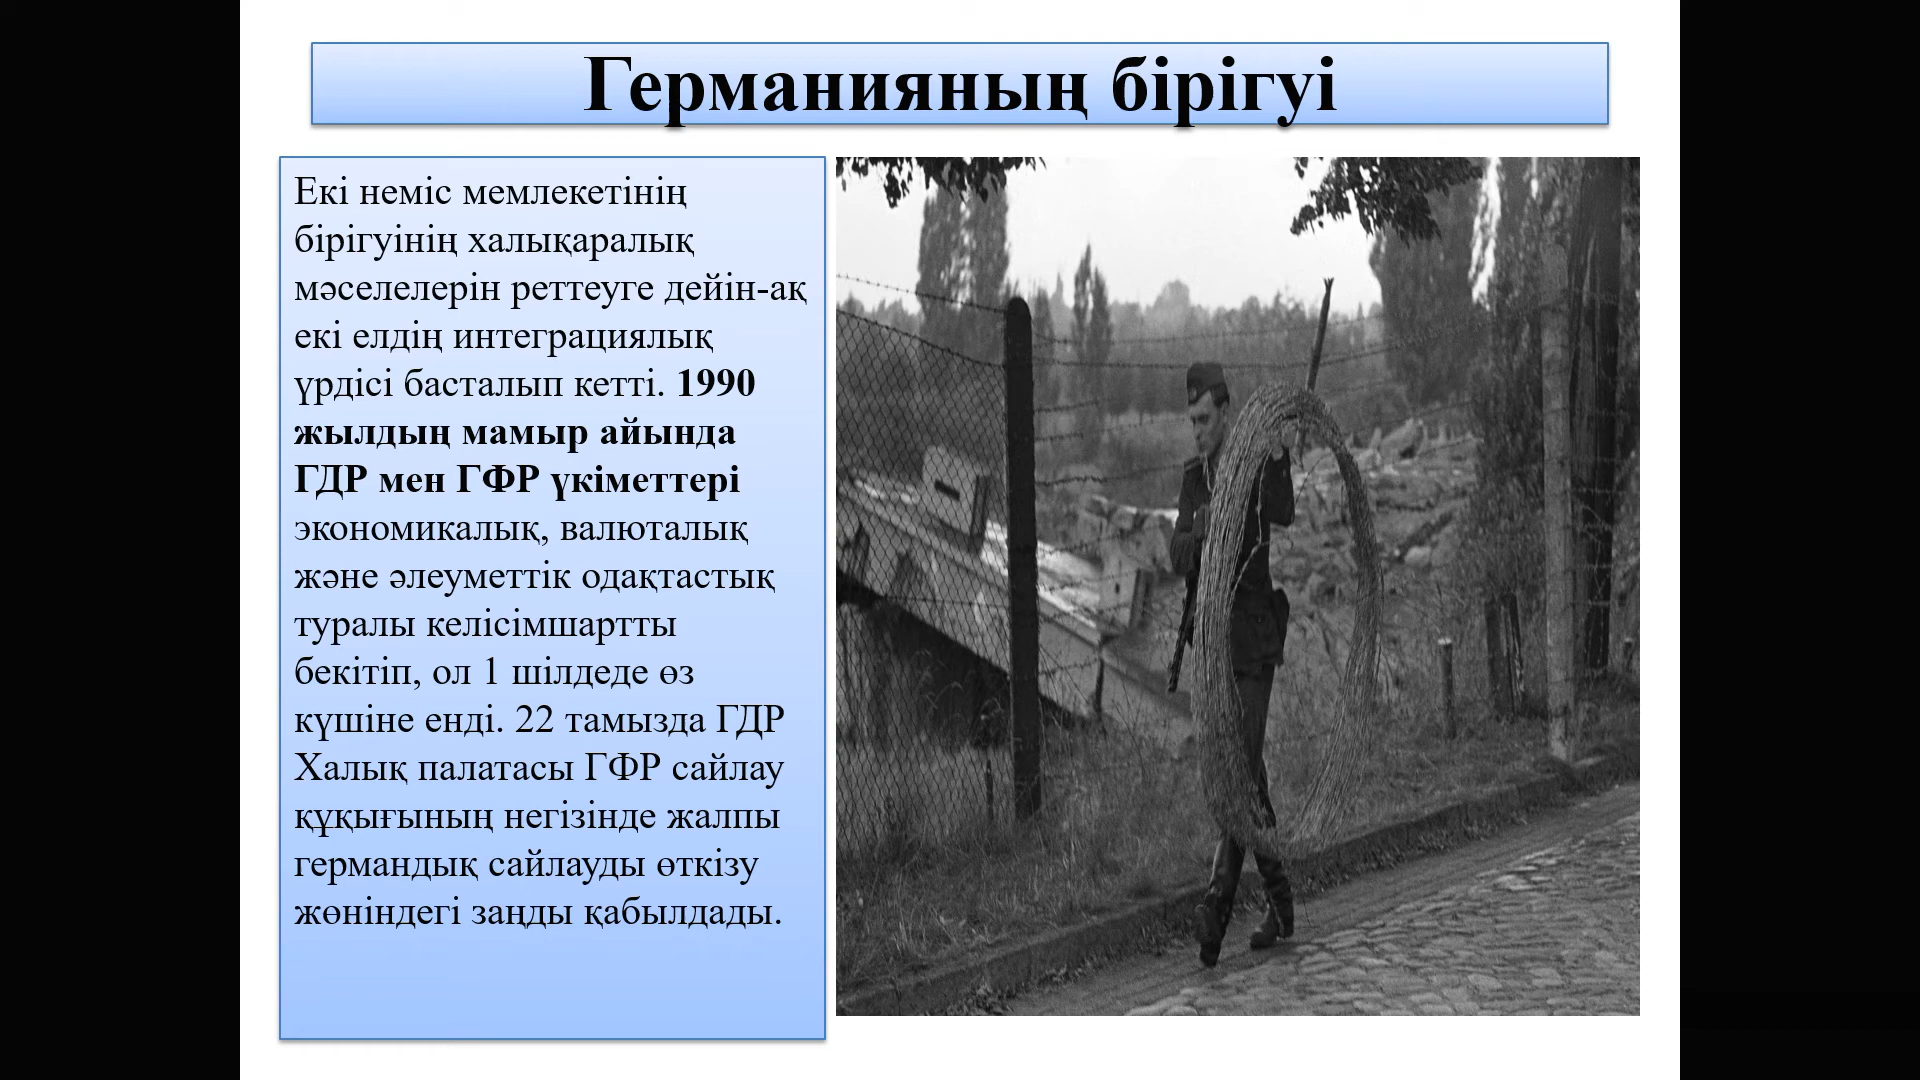 Германияның бірігуі
Екі неміс мемлекетінің
бірігуінің халықаралық
мәселелерін реттеуге дейін-ақ
екі елдің интеграциялық
үрдісі басталып кетті. 1990
жылдың мамыр айында
ГДР мен ГФР үкіметтері
экономикалық, валюталық
және әлеуметтік одақтастық
туралы келісімшартты
бекітіп, ол 1 шілдеде өз
күшіне енді. 22 тамызда ГДР
Халық палатасы ГФР сайлау
құқығының негізінде жалпы
германдық сайлауды өткізу
жөніндегі заңды қабылдады.